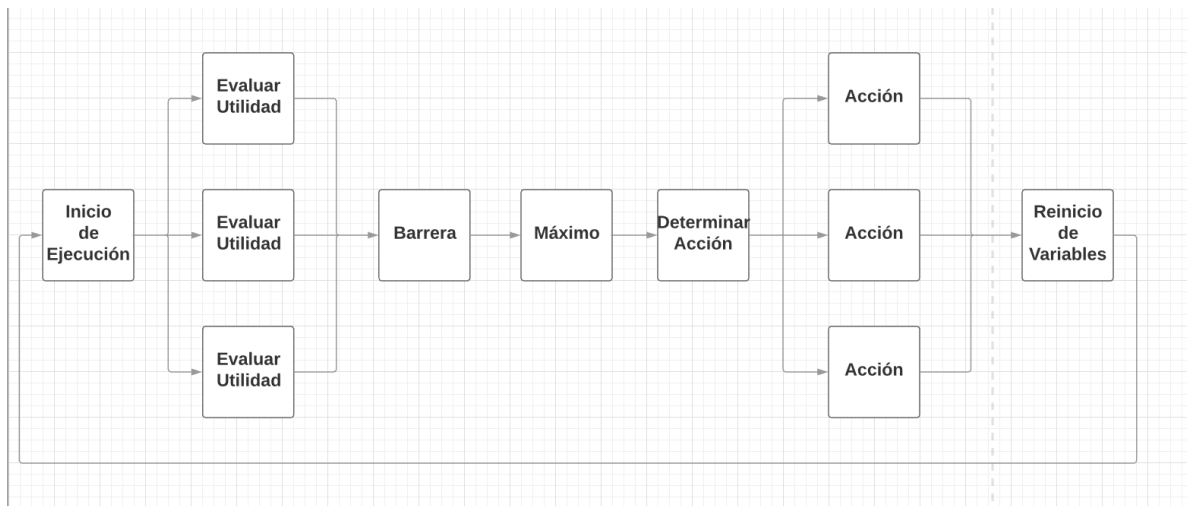 Inicio
de
Ejecución
Evaluar
Utilidad
Evaluar
Utilidad
Evaluar
Utilidad
Barrera
Máximo
Determinar
Acción
Acción
Acción
Acción
Reinicio
de
Variables